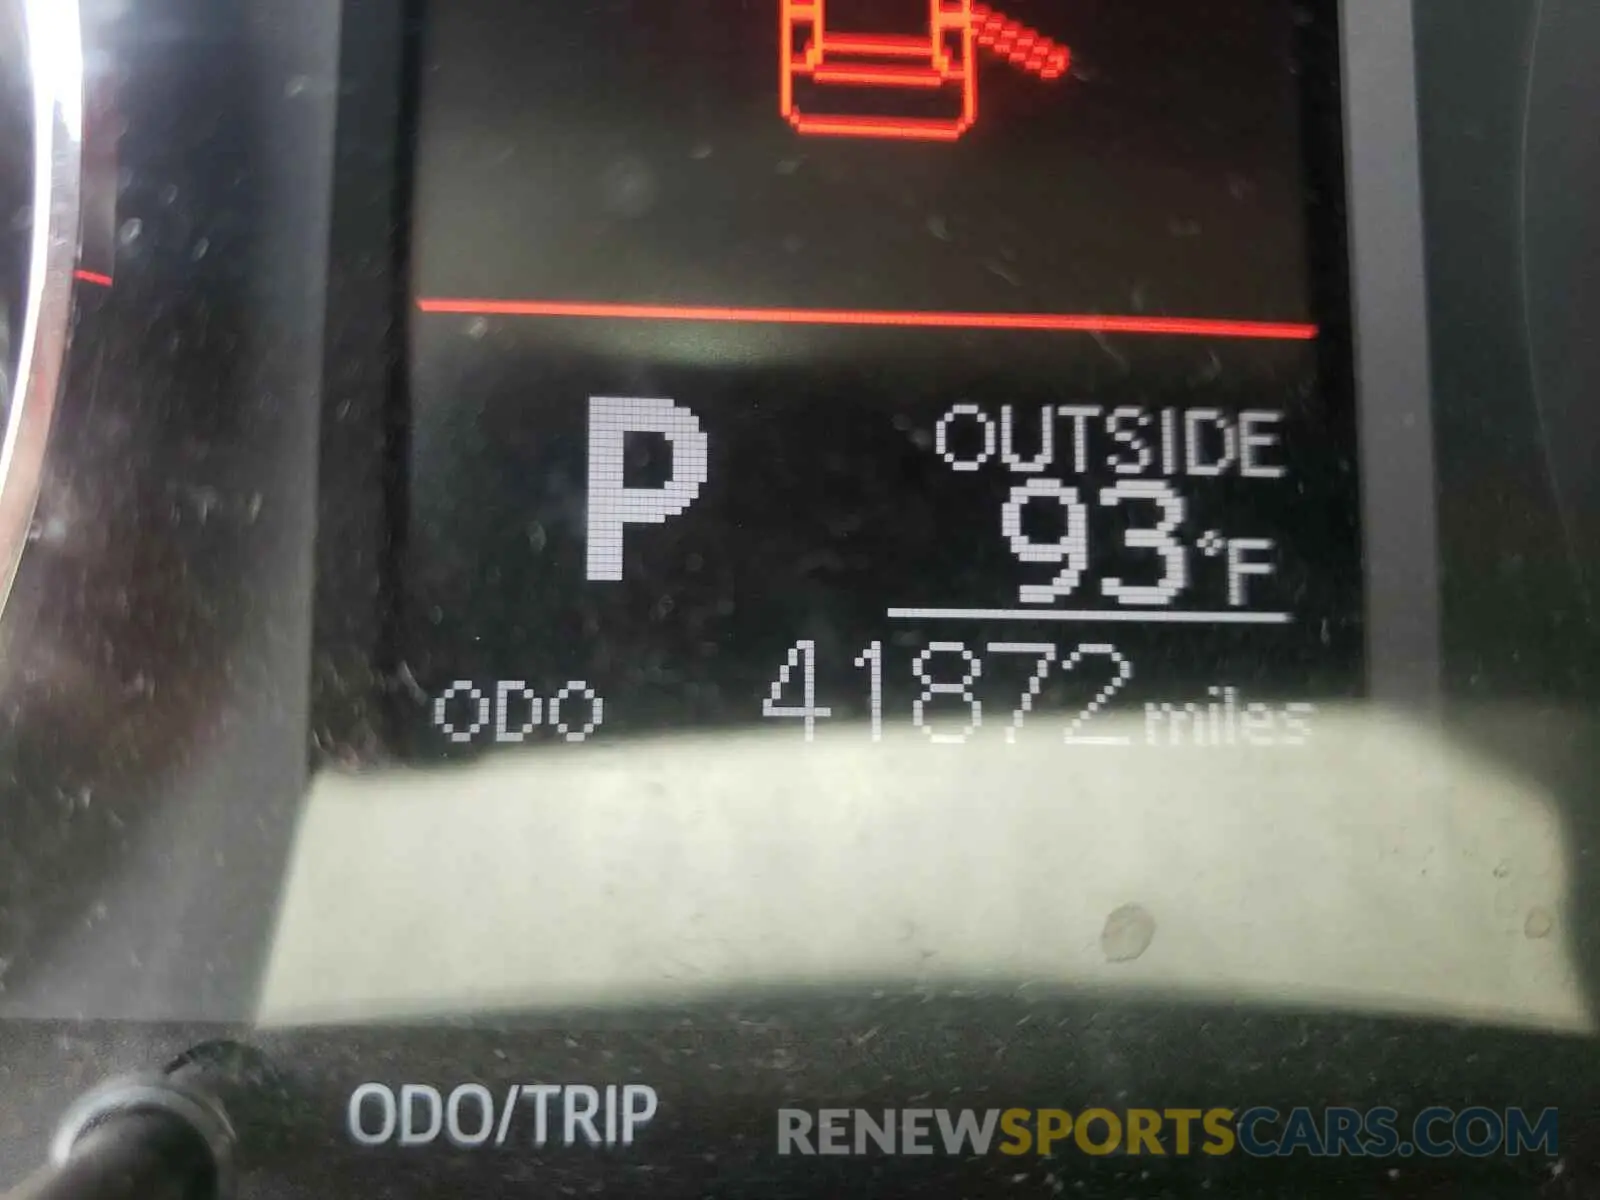 P
OUTSIDE
93°F
ODO 41872 miles
ODO/TRIP
RENEWSPORTSCARS.COM